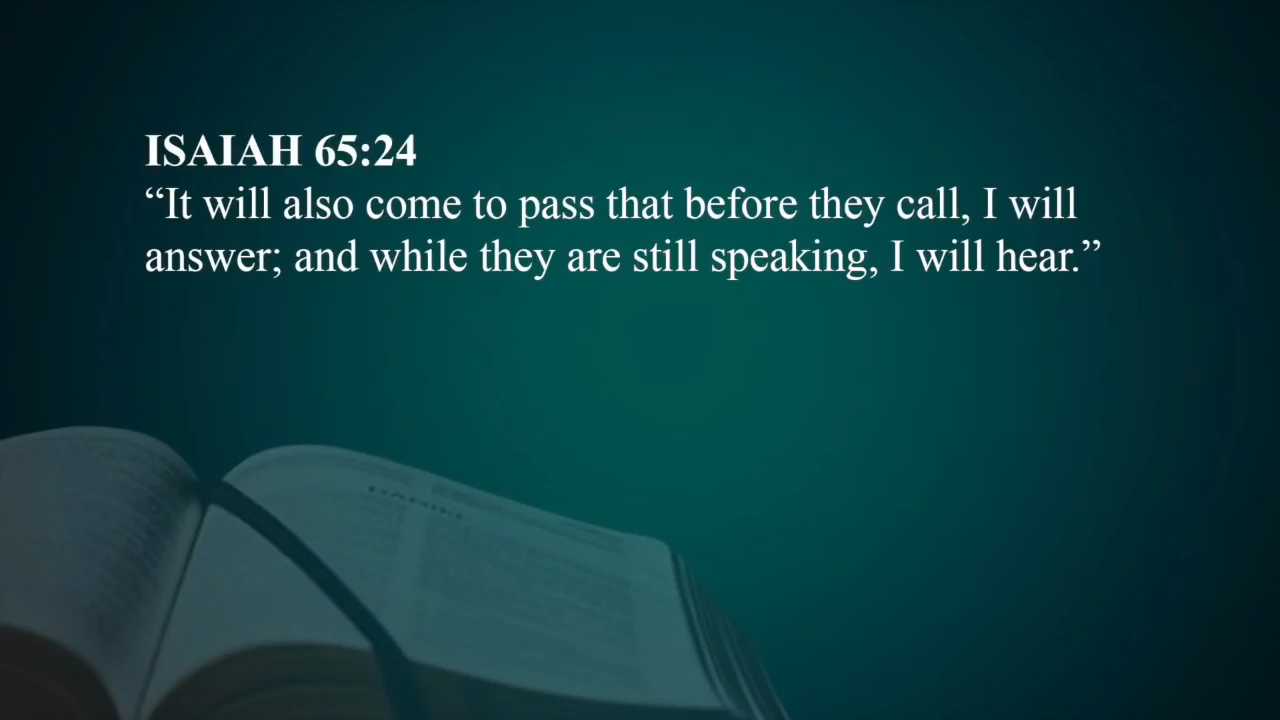 ISAIAH 65:24
“It will also come to pass that before they call, I will
answer; and while they are still speaking, I will hear.”